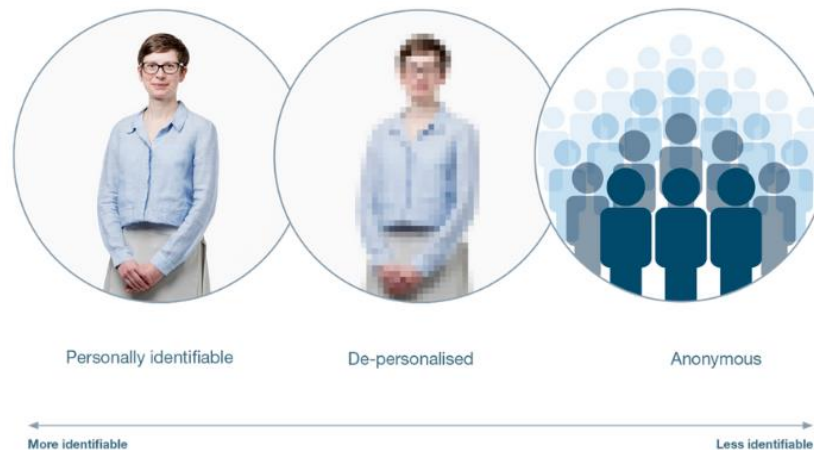 Personally identifiable
De-personalised
Anonymous
More identifiable
Less identifiable